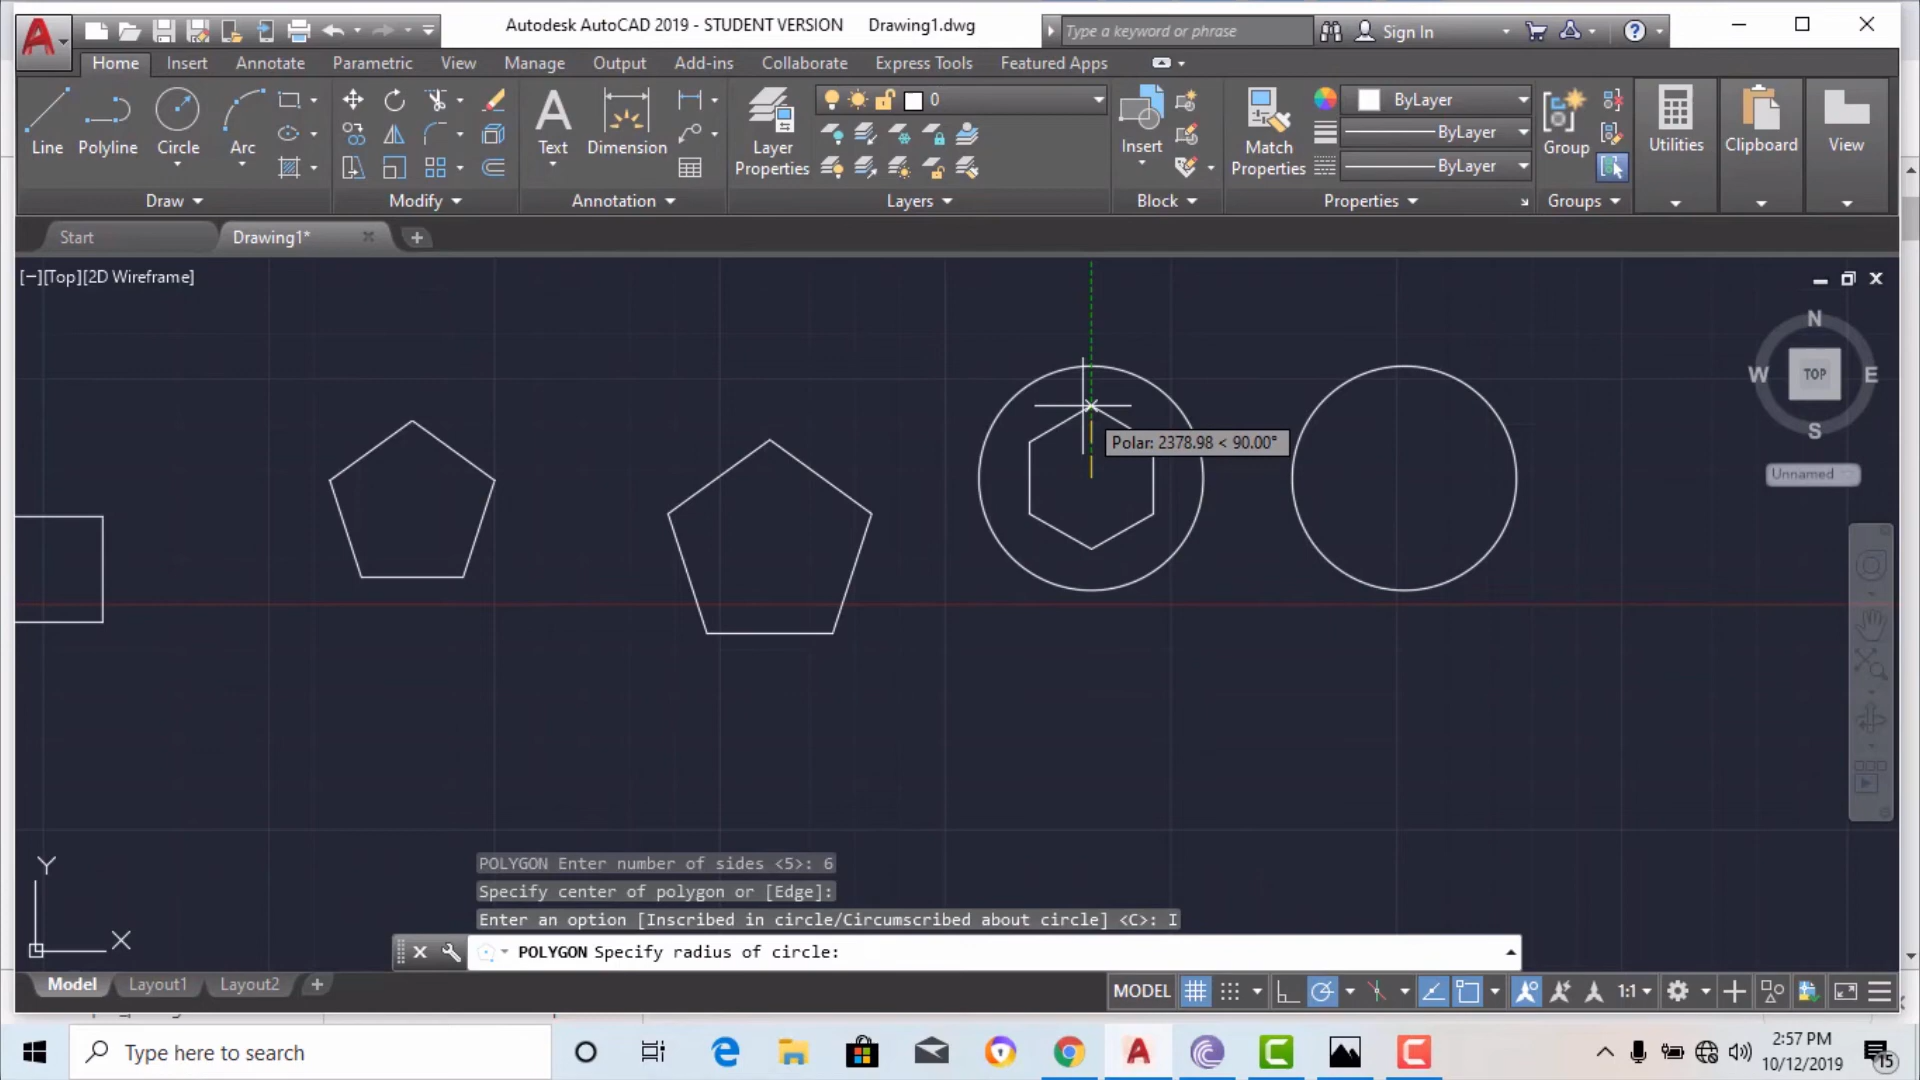 Autodesk AutoCAD 2019 - STUDENT VERSION Drawing1.dwg
Type a keyword or phrase
Sign In
Home Insert Annotate Parametric View Manage Output Add-ins Collaborate Express Tools Featured Apps
Line Polyline Circle Arc
Text Dimension
Layer Properties
0
Insert
Match Properties
ByLayer
ByLayer
ByLayer
Group
Utilities
Clipboard
View
Draw Modify Annotation Layers Block Properties Groups
Start Drawing1*
[−][Top][2D Wireframe]
N
W TOP E
S
Unnamed
Polar: 2378.98 < 90.00°
Y
X
POLYGON Enter number of sides <5>: 6
Specify center of polygon or [Edge]:
Enter an option [Inscribed in circle/Circumscribed about circle] <C>: I
POLYGON Specify radius of circle:
Model Layout1 Layout2
MODEL
1:1
Type here to search
2:57 PM
10/12/2019
15